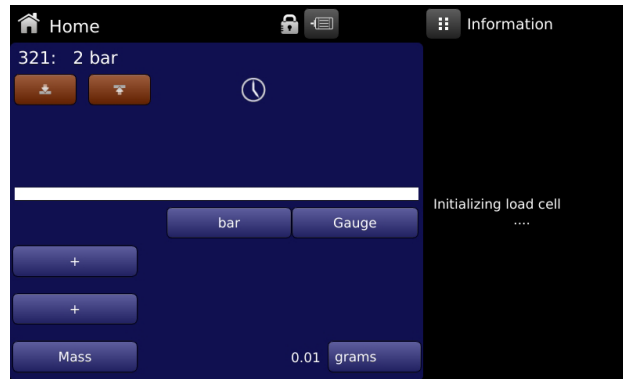 Home
Information
321: 2 bar
Initializing load cell
....
bar
Gauge
+
+
Mass
0.01
grams